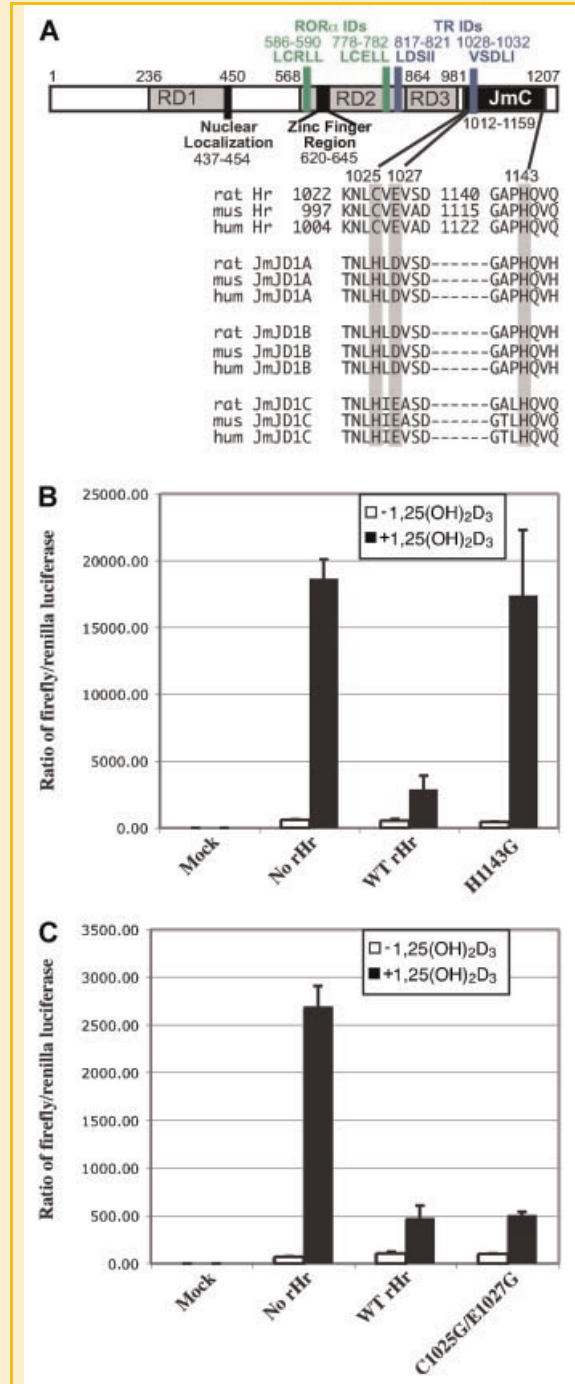 A
RORα IDs TR IDs
586-590 778-782 817-821 1028-1032
LCRLL LCELL LDSII VSDLI
1 236 450 568 864 981 1207
RD1 RD2 RD3 JmC
Nuclear Localization 437-454
Zinc Finger Region 620-645
1012-1159
1025 1027 1143
rat Hr 1022 KNLCVEVSD 1140 GAPHQVQ
mus Hr 997 KNLCVEVAD 1115 GAPHQVQ
hum Hr 1004 KNLCVEVAD 1122 GAPHQVQ
rat JmJD1A TNLHLDVSD------GAPHQVH
mus JmJD1A TNLHLDVSD------GAPHQVH
hum JmJD1A TNLHLDVSD------GAPHQVH
rat JmJD1B TNLHLDVSD------GAPHQVH
mus JmJD1B TNLHLDVSD------GAPHQVH
hum JmJD1B TNLHLDVSD------GAPHQVH
rat JmJD1C TNLHIEASD------GALHQVQ
mus JmJD1C TNLHIEASD------GTLHQVQ
hum JmJD1C TNLHIEVSD------GTLHQVQ
B
Ratio of firefly/renilla luciferase
25000.00
20000.00
15000.00
10000.00
5000.00
0.00
-1,25(OH)₂D₃
+1,25(OH)₂D₃
Mock
No rHr
WT rHr
H1143G
C
Ratio of firefly/renilla luciferase
3500.00
3000.00
2500.00
2000.00
1500.00
1000.00
500.00
0.00
-1,25(OH)₂D₃
+1,25(OH)₂D₃
Mock
No rHr
WT rHr
C1025G/E1027G